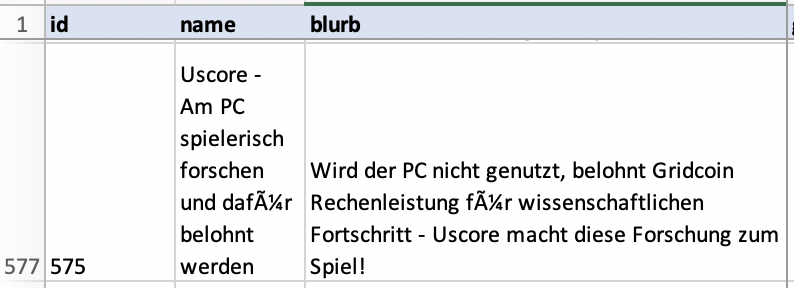 1 id name blurb
Uscore -
Am PC
spielerisch
forschen
und dafÃ¼r
belohnt
werden
Wird der PC nicht genutzt, belohnt Gridcoin
Rechenleistung fÃ¼r wissenschaftlichen
Fortschritt - Uscore macht diese Forschung zum
Spiel!
577 575